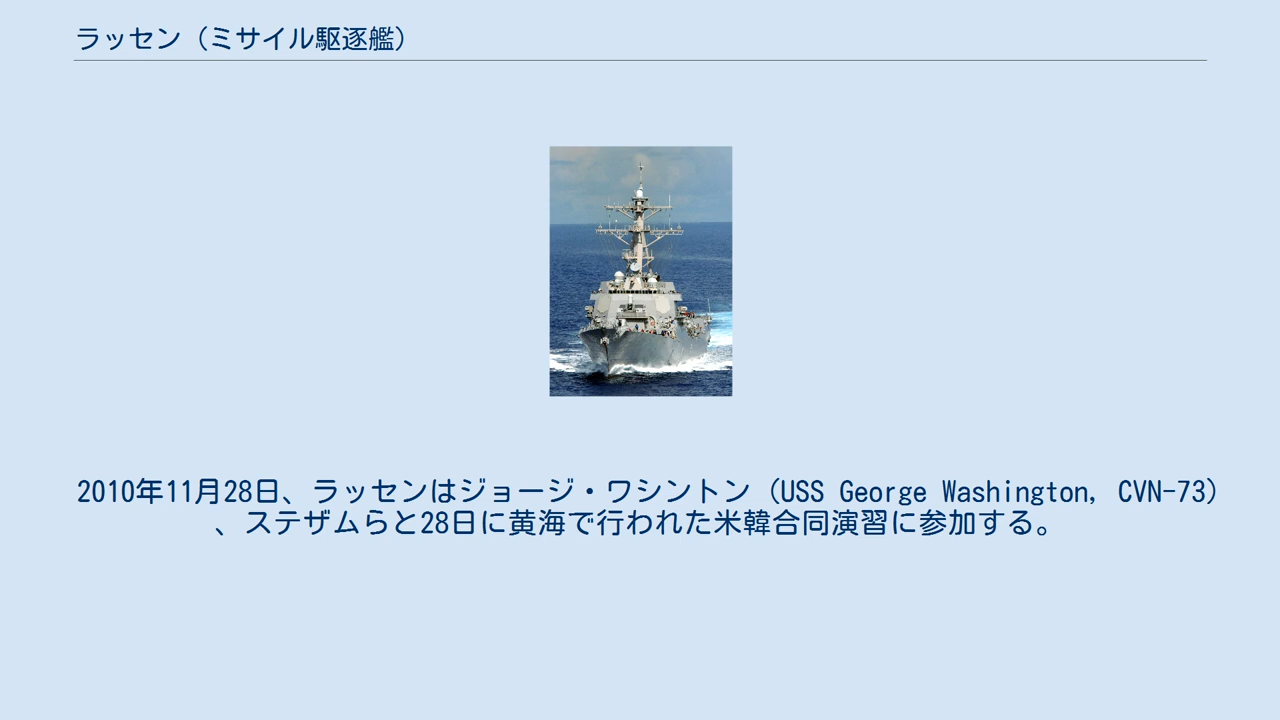 ラッセン（ミサイル駆逐艦）
2010年11月28日、ラッセンはジョージ・ワシントン（USS George Washington, CVN-73）
、ステザムらと28日に黄海で行われた米韓合同演習に参加する。